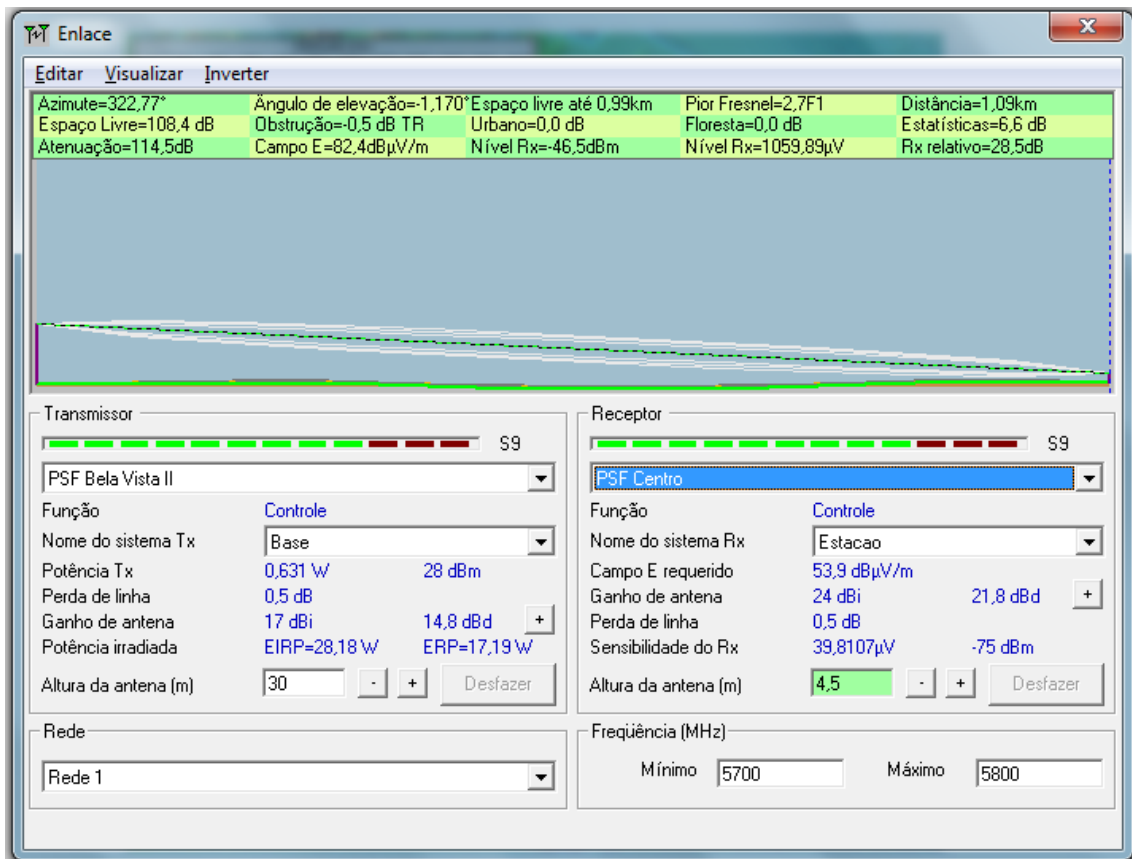 Enlace
Editar Visualizar Inverter
Azimute=322,77° Ângulo de elevação=-1,170° Espaço livre até 0,99km Pior Fresnel=2,7F1 Distância=1,09km
Espaço Livre=108,4 dB Obstrução=-0,5 dB TR Urbano=0,0 dB Floresta=0,0 dB Estatísticas=6,6 dB
Atenuação=114,5dB Campo E=82,4dBµV/m Nível Rx=-46,5dBm Nível Rx=1059,89µV Rx relativo=28,5dB
Transmissor
S9
PSF Bela Vista II
Função Controle
Nome do sistema Tx Base
Potência Tx 0,631 W 28 dBm
Perda de linha 0,5 dB
Ganho de antena 17 dBi 14,8 dBd +
Potência irradiada EIRP=28,18 W ERP=17,19 W
Altura da antena (m) 30 - + Desfazer
Receptor
S9
PSF Centro
Função Controle
Nome do sistema Rx Estacao
Campo E requerido 53,9 dBµV/m
Ganho de antena 24 dBi 21,8 dBd +
Perda de linha 0,5 dB
Sensibilidade do Rx 39,8107µV -75 dBm
Altura da antena (m) 4,5 - + Desfazer
Rede
Rede 1
Freqüência (MHz)
Mínimo 5700 Máximo 5800